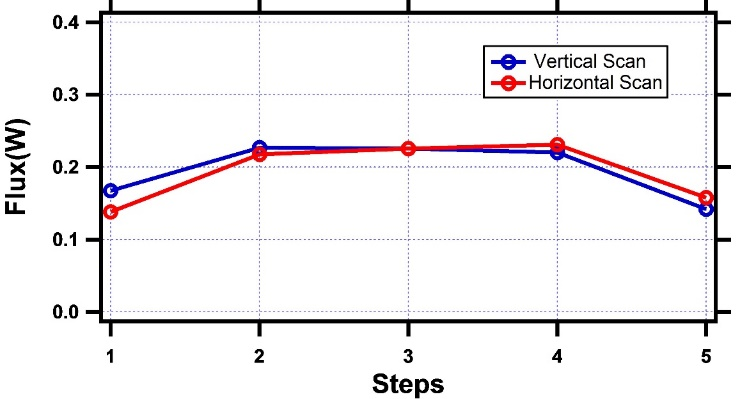 0.4
0.3
0.2
0.1
0.0
Flux(W)
Vertical Scan
Horizontal Scan
1 2 3 4 5
Steps